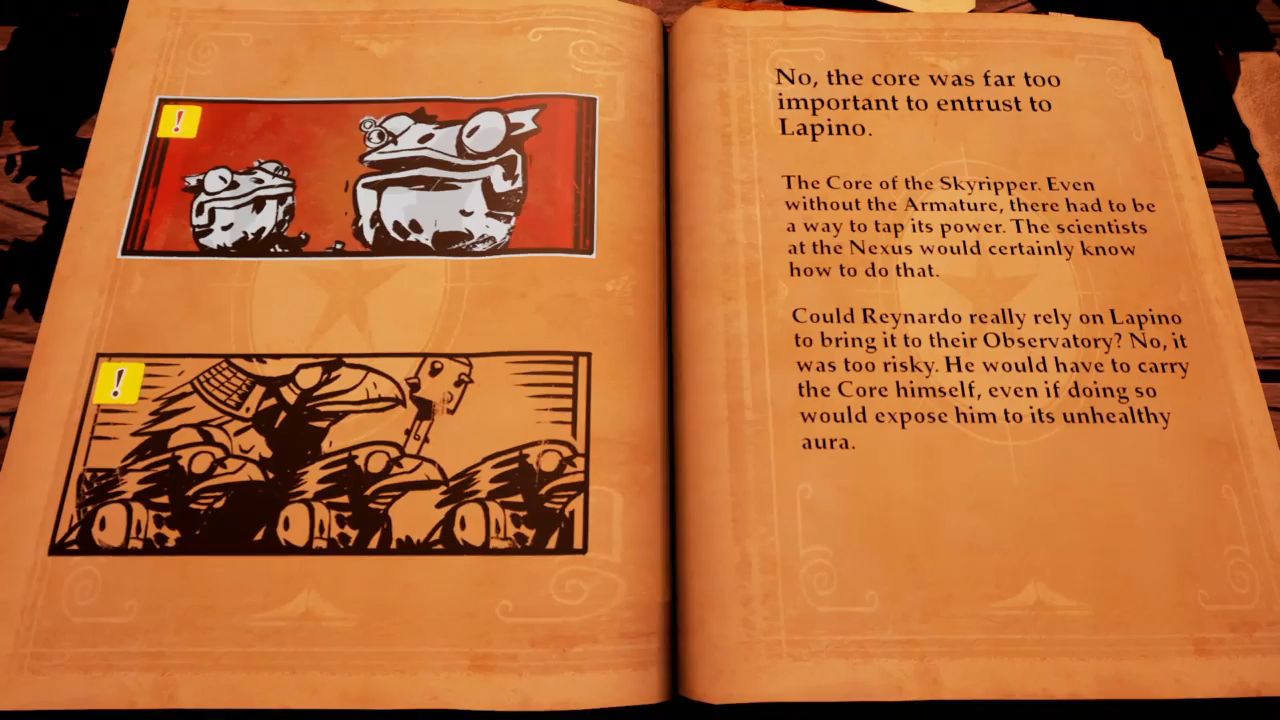 !
!
No, the core was far too
important to entrust to
Lapino.
The Core of the Skyripper. Even
without the Armature, there had to be
a way to tap its power. The scientists
at the Nexus would certainly know
how to do that.
Could Reynardo really rely on Lapino
to bring it to their Observatory? No, it
was too risky. He would have to carry
the Core himself, even if doing so
would expose him to its unhealthy
aura.